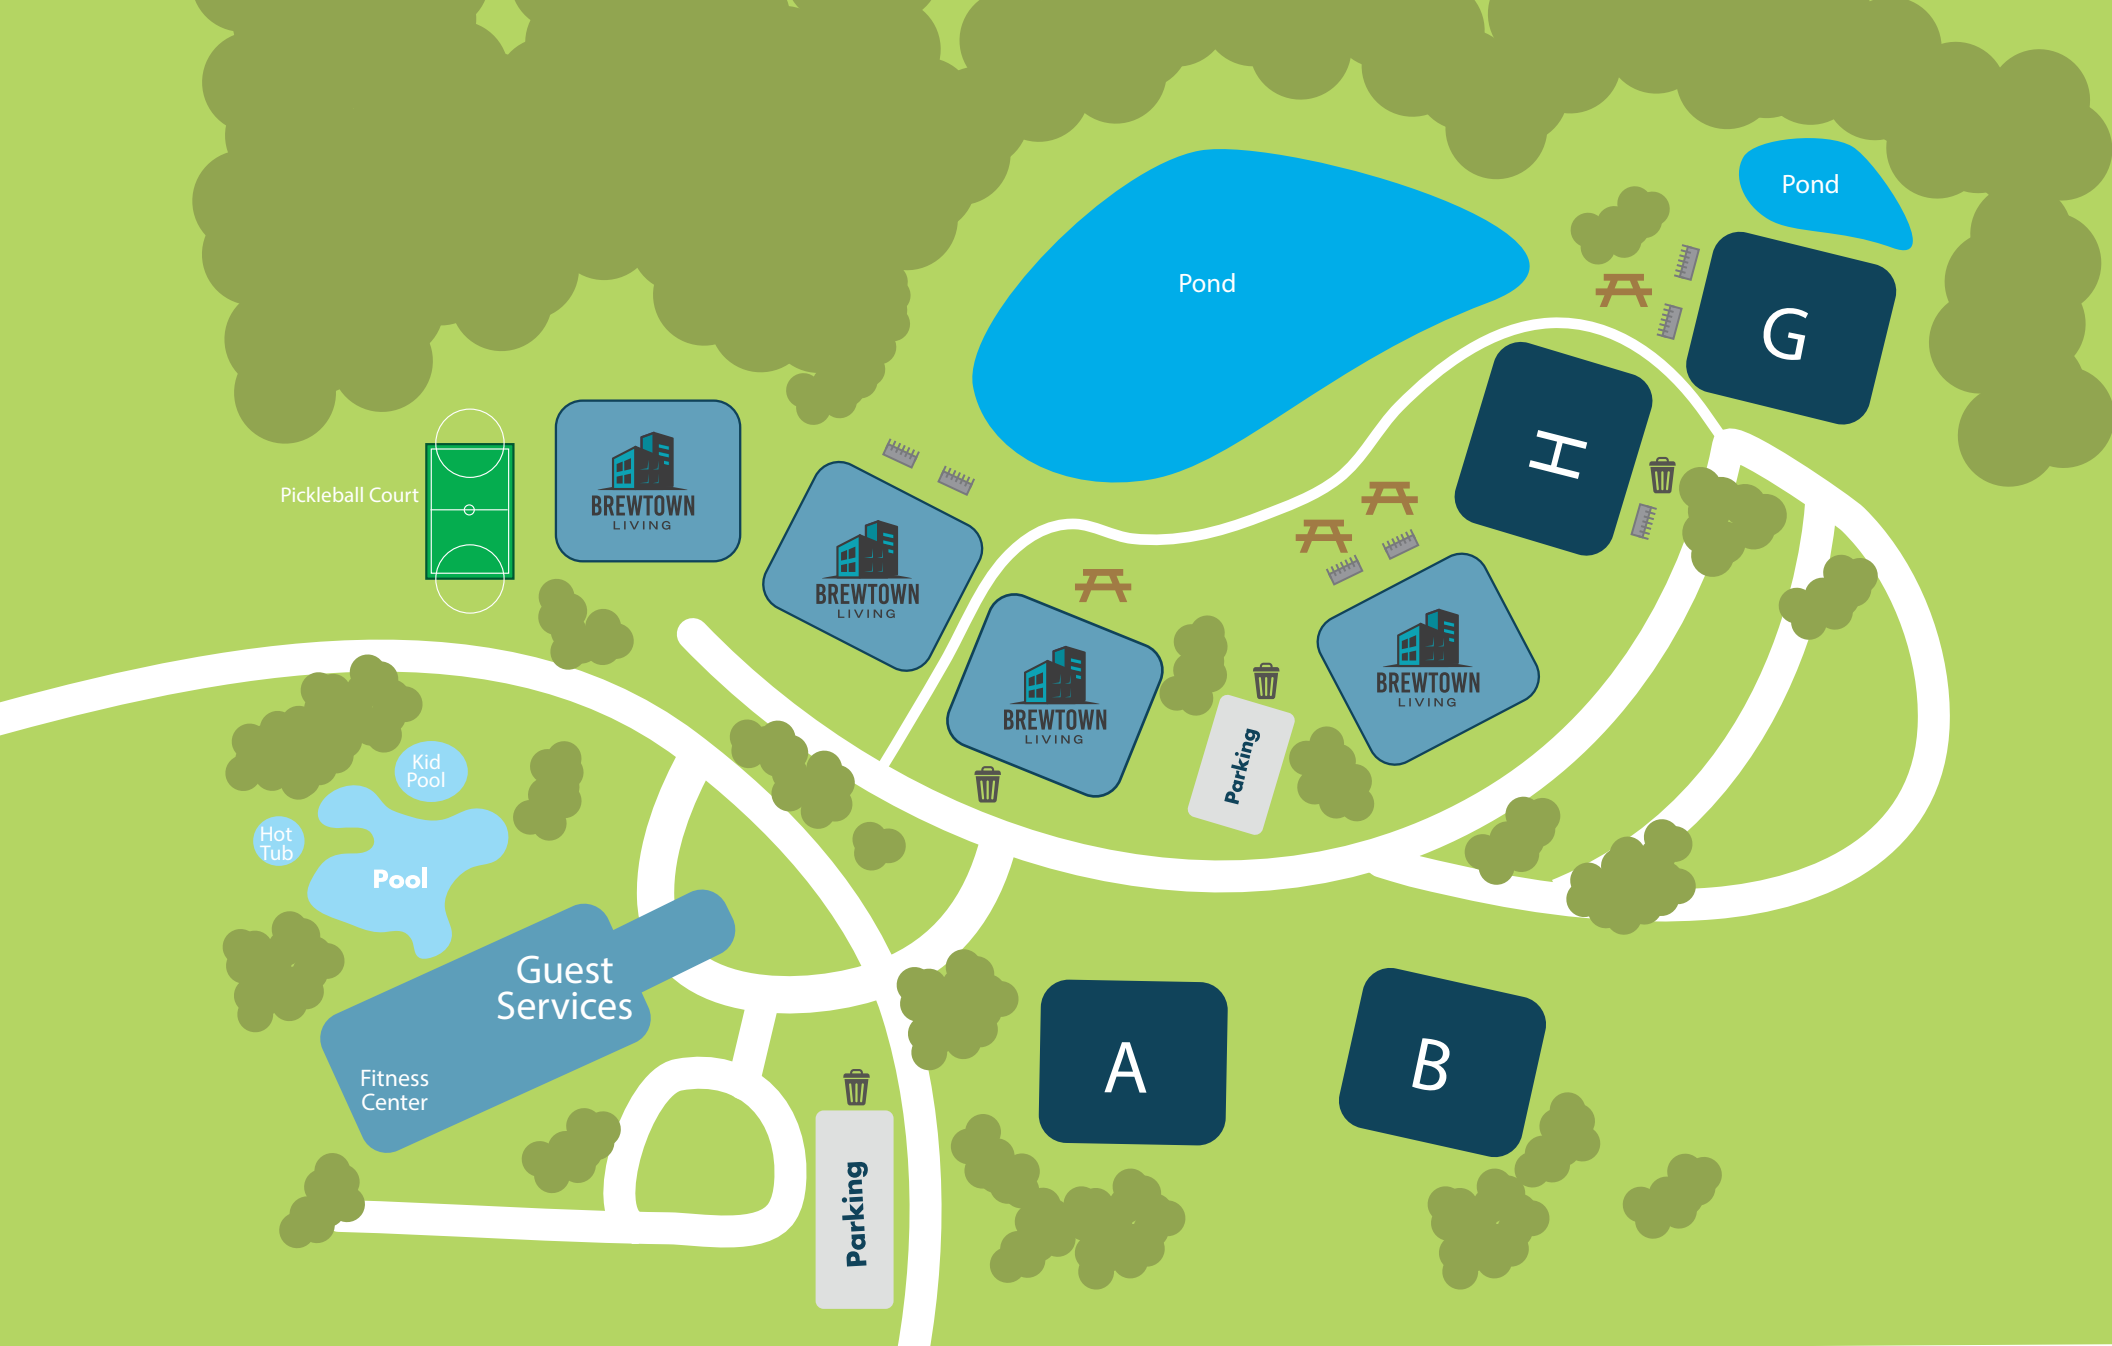 Pond
Pond
G
H
Pickleball Court
BREWTOWN
LIVING
BREWTOWN
LIVING
BREWTOWN
LIVING
BREWTOWN
LIVING
Parking
Kid
Pool
Hot
Tub
Pool
Guest
Services
Fitness
Center
A
B
Parking